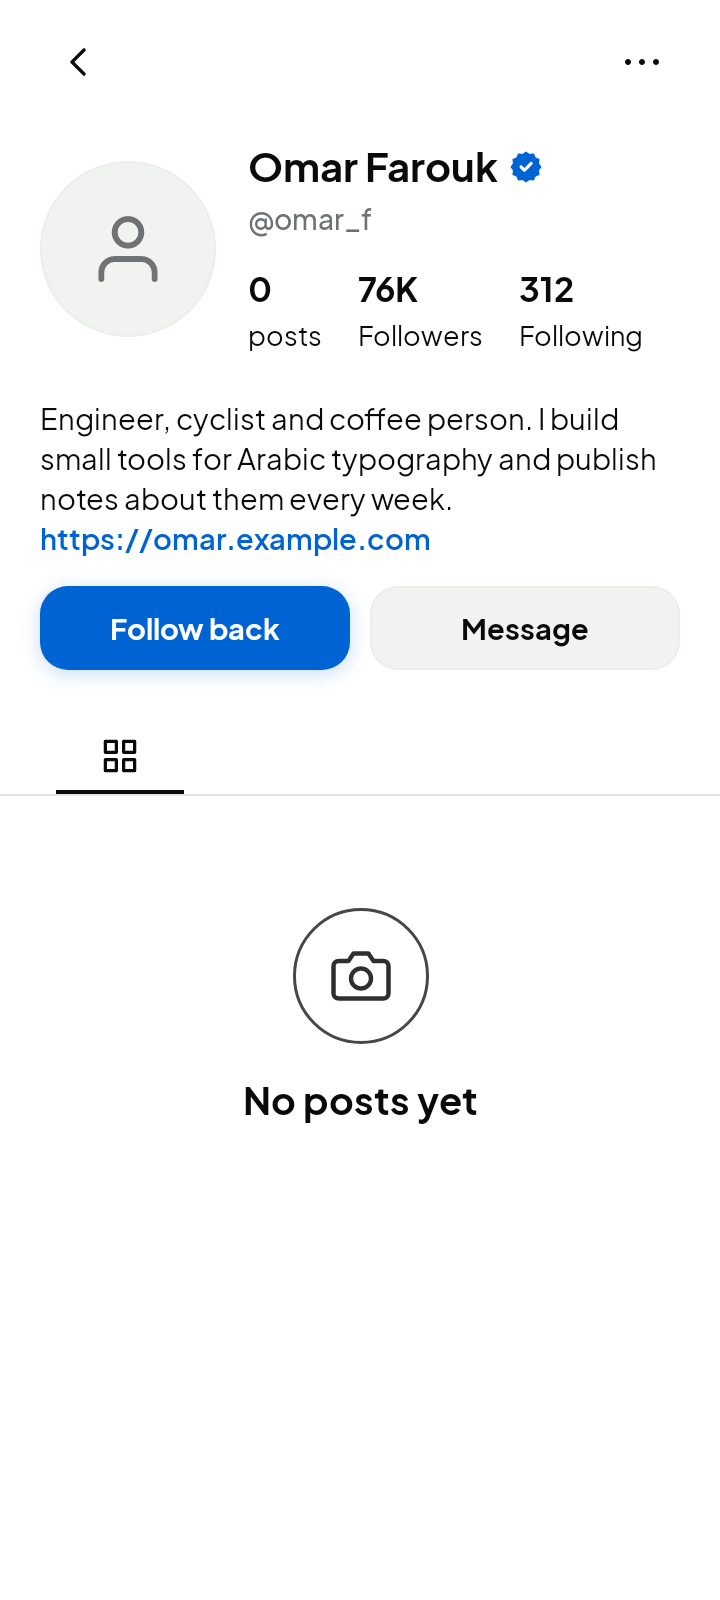 Omar Farouk
@omar_f
0 76K 312
posts Followers Following
Engineer, cyclist and coffee person. I build
small tools for Arabic typography and publish
notes about them every week.
https://omar.example.com
Follow back Message
No posts yet